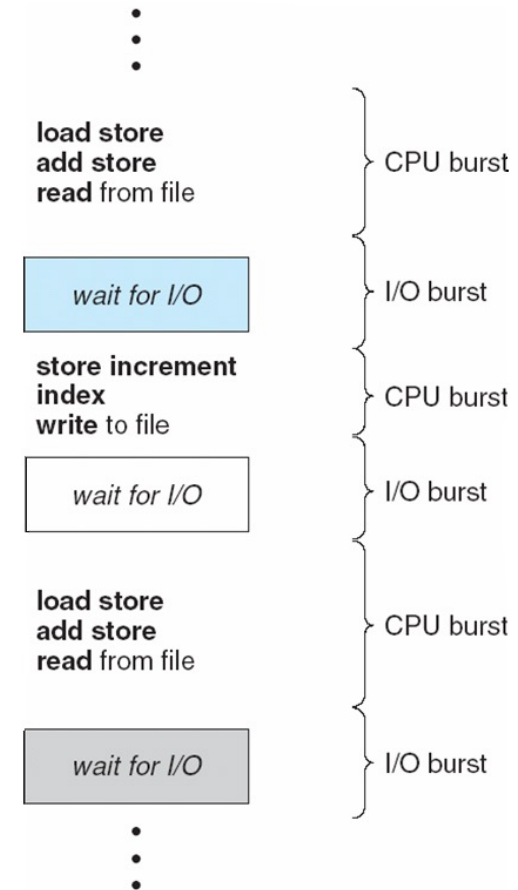 load store
add store
read from file
CPU burst
wait for I/O
I/O burst
store increment
index
write to file
CPU burst
wait for I/O
I/O burst
load store
add store
read from file
CPU burst
wait for I/O
I/O burst